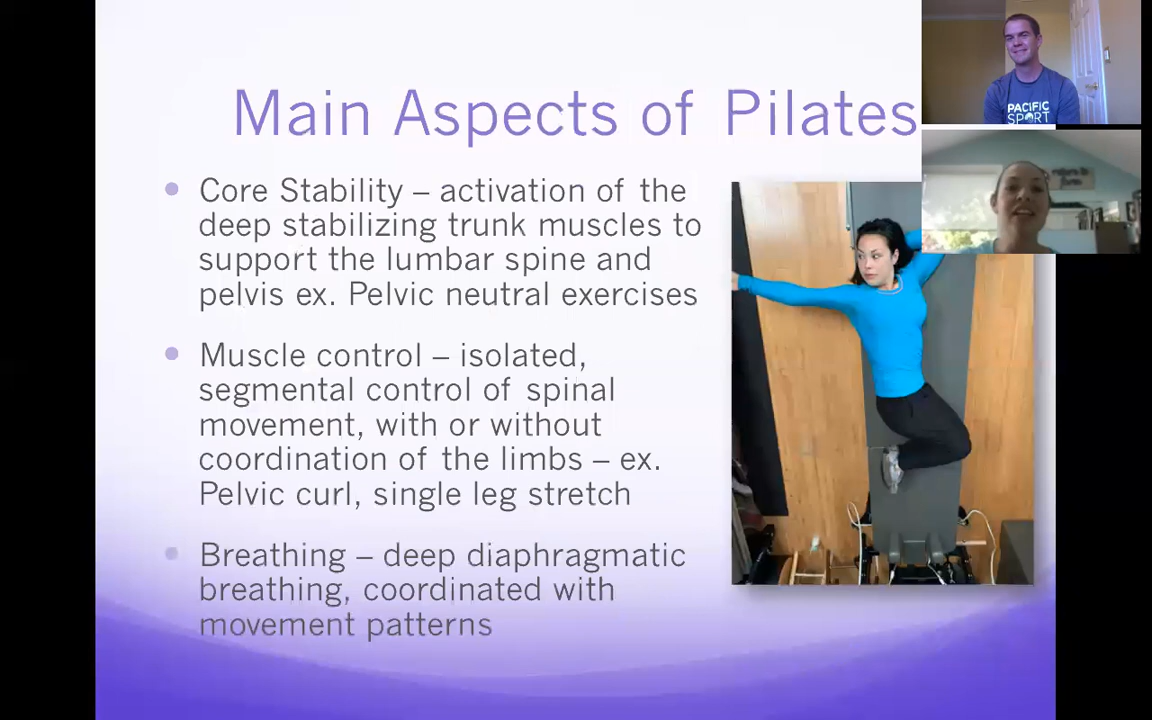 Main Aspects of Pilates
Core Stability – activation of the
deep stabilizing trunk muscles to
support the lumbar spine and
pelvis ex. Pelvic neutral exercises
Muscle control – isolated,
segmental control of spinal
movement, with or without
coordination of the limbs – ex.
Pelvic curl, single leg stretch
Breathing – deep diaphragmatic
breathing, coordinated with
movement patterns
PACIFIC
SPORT